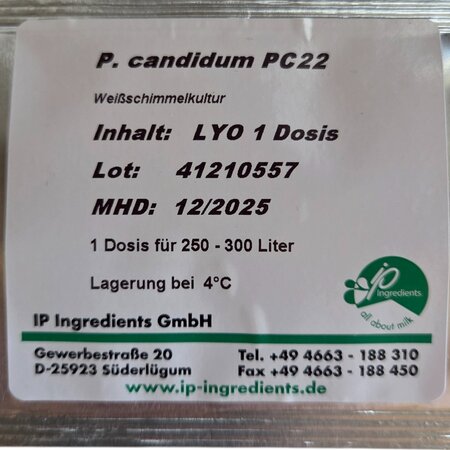 P. candidum PC22
Weißschimmelkultur
Inhalt: LYO 1 Dosis
Lot: 41210557
MHD: 12/2025
1 Dosis für 250 - 300 Liter
Lagerung bei 4°C
ip
ingredients
all about milk
IP Ingredients GmbH
Gewerbestraße 20
D-25923 Süderlügum
Tel. +49 4663 - 188 310
Fax +49 4663 - 188 450
www.ip-ingredients.de